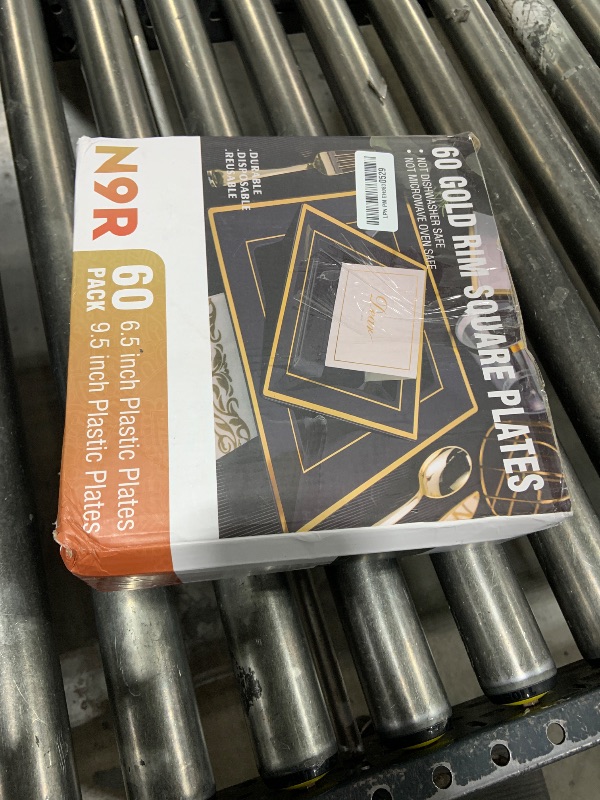 60 GOLD RIM SQUARE PLATES
• NOT DISHWASHER SAFE
• NOT MICROWAVE OVEN SAFE
.DURABLE
.DISPOSABLE
.REUSABLE
0529
N9R
60
PACK
6.5 inch Plastic Plates
9.5 inch Plastic Plates